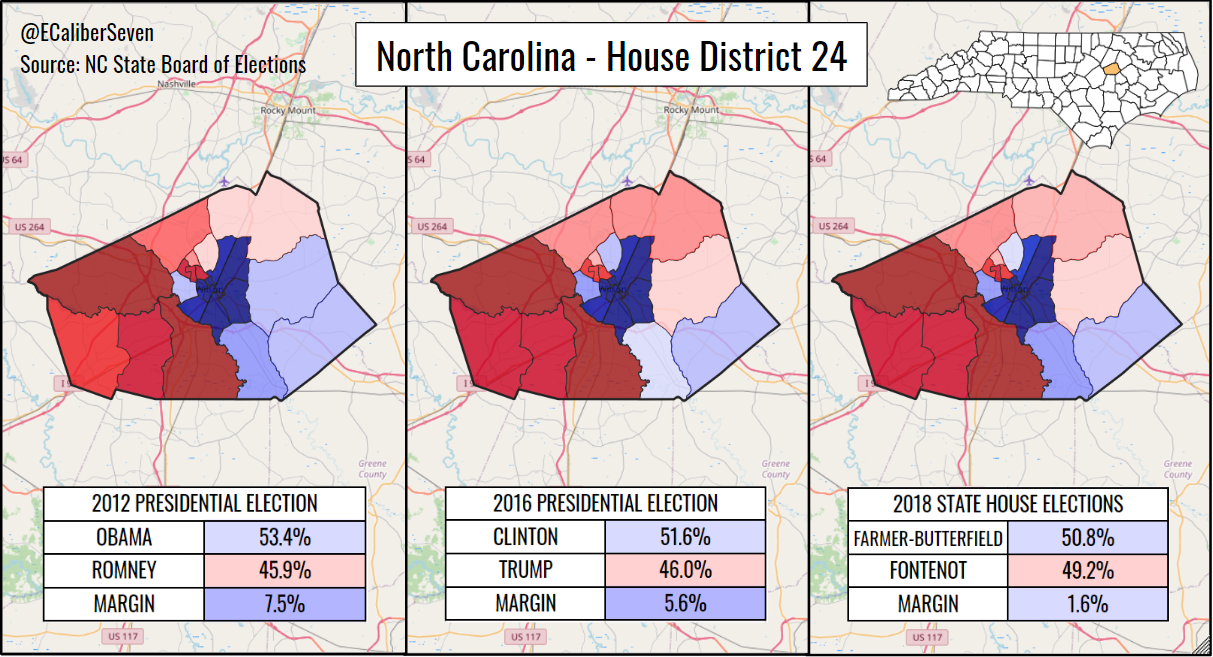 @ECaliberSeven
Source: NC State Board of Elections
North Carolina - House District 24
Nashville
Rocky Mount
Rocky Mount
US 64
US 64
64
US 264
US 264
US 264
Greene
County
Greene
County
Greene
County
2012 PRESIDENTIAL ELECTION
OBAMA 53.4%
ROMNEY 45.9%
MARGIN 7.5%
2016 PRESIDENTIAL ELECTION
CLINTON 51.6%
TRUMP 46.0%
MARGIN 5.6%
2018 STATE HOUSE ELECTIONS
FARMER-BUTTERFIELD 50.8%
FONTENOT 49.2%
MARGIN 1.6%
US 117
US 117
US 117